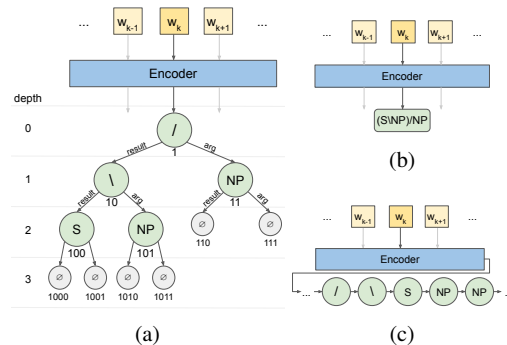 ... w_{k-1} w_k w_{k+1} ...
Encoder
depth
0
/
1
result arg
1
\ NP
10 11
result arg result arg
2
S NP ∅ ∅
100 101 110 111
3
∅ ∅ ∅ ∅
1000 1001 1010 1011
(a)
... w_{k-1} w_k w_{k+1} ...
Encoder
(S\NP)/NP
(b)
... w_{k-1} w_k w_{k+1} ...
Encoder
... / \ S NP NP ...
(c)